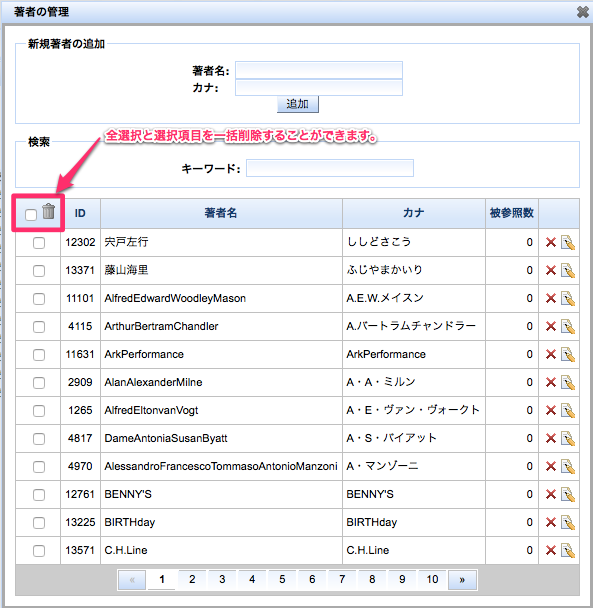 著者の管理
新規著者の追加
著者名:
カナ:
追加
全選択と選択項目を一括削除することができます。
検索
キーワード:
ID 著者名 カナ 被参照数
12302 宍戸左行 ししどさこう 0
13371 藤山海里 ふじやまかいり 0
11101 AlfredEdwardWoodleyMason A.E.W.メイスン 0
4115 ArthurBertramChandler A.バートラムチャンドラー 0
11631 ArkPerformance ArkPerformance 0
2909 AlanAlexanderMilne A・A・ミルン 0
1265 AlfredEltonvanVogt A・E・ヴァン・ヴォークト 0
4817 DameAntoniaSusanByatt A・S・バイアット 0
4970 AlessandroFrancescoTommasoAntonioManzoni A・マンゾーニ 0
12761 BENNY'S BENNY'S 0
13225 BIRTHday BIRTHday 0
13571 C.H.Line C.H.Line 0
« 1 2 3 4 5 6 7 8 9 10 »